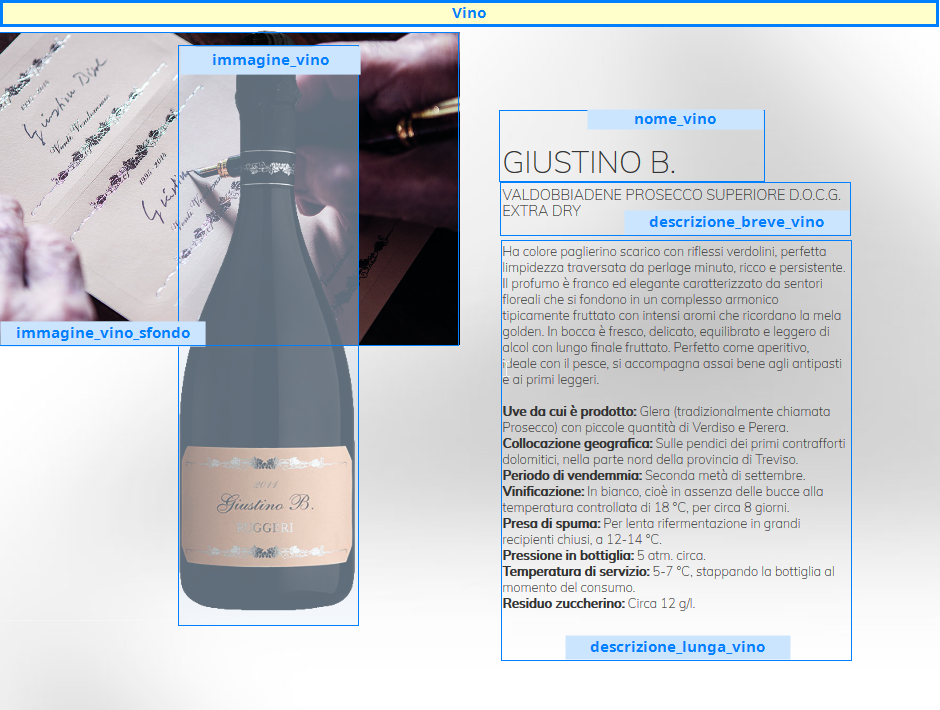 Vino
immagine_vino
Giustino Bisol
1995 - 2014
Venti Vendemmie
1995 - 2014
Giustin
immagine_vino_sfondo
2011
Giustino B.
RUGGERI
nome_vino
GIUSTINO B.
VALDOBBIADENE PROSECCO SUPERIORE D.O.C.G.
EXTRA DRY
descrizione_breve_vino
Ha colore paglierino scarico con riflessi verdolini, perfetta
limpidezza traversata da perlage minuto, ricco e persistente.
Il profumo è franco ed elegante caratterizzato da sentori
floreali che si fondono in un complesso armonico
tipicamente fruttato con intensi aromi che ricordano la mela
golden. In bocca è fresco, delicato, equilibrato e leggero di
alcol con lungo finale fruttato. Perfetto come aperitivo,
ideale con il pesce, si accompagna assai bene agli antipasti
e ai primi leggeri.
Uve da cui è prodotto: Glera (tradizionalmente chiamata
Prosecco) con piccole quantità di Verdiso e Perera.
Collocazione geografica: Sulle pendici dei primi contrafforti
dolomitici, nella parte nord della provincia di Treviso.
Periodo di vendemmia: Seconda metà di settembre.
Vinificazione: In bianco, cioè in assenza delle bucce alla
temperatura controllata di 18 °C, per circa 8 giorni.
Presa di spuma: Per lenta rifermentazione in grandi
recipienti chiusi, a 12-14 °C.
Pressione in bottiglia: 5 atm. circa.
Temperatura di servizio: 5-7 °C, stappando la bottiglia al
momento del consumo.
Residuo zuccherino: Circa 12 g/l.
descrizione_lunga_vino